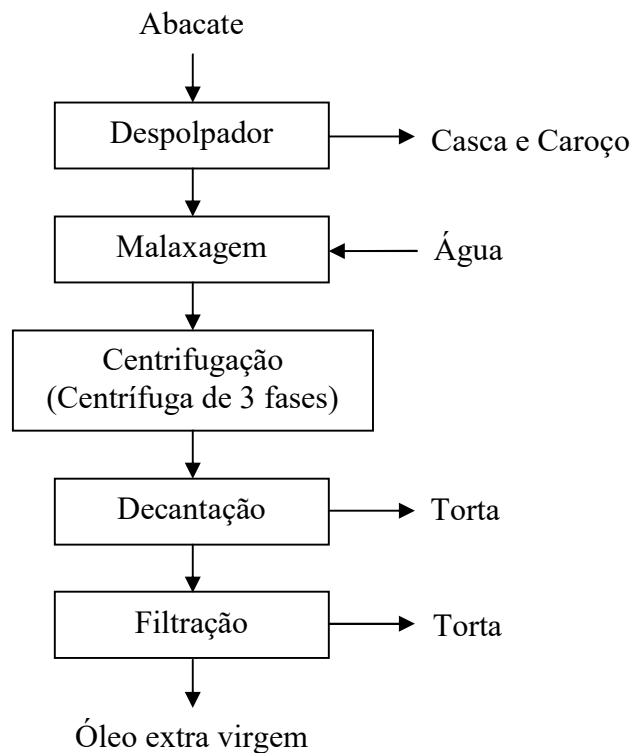 Abacate
Despolpador
Casca e Caroço
Malaxagem
Água
Centrifugação
(Centrífuga de 3 fases)
Decantação
Torta
Filtração
Torta
Óleo extra virgem